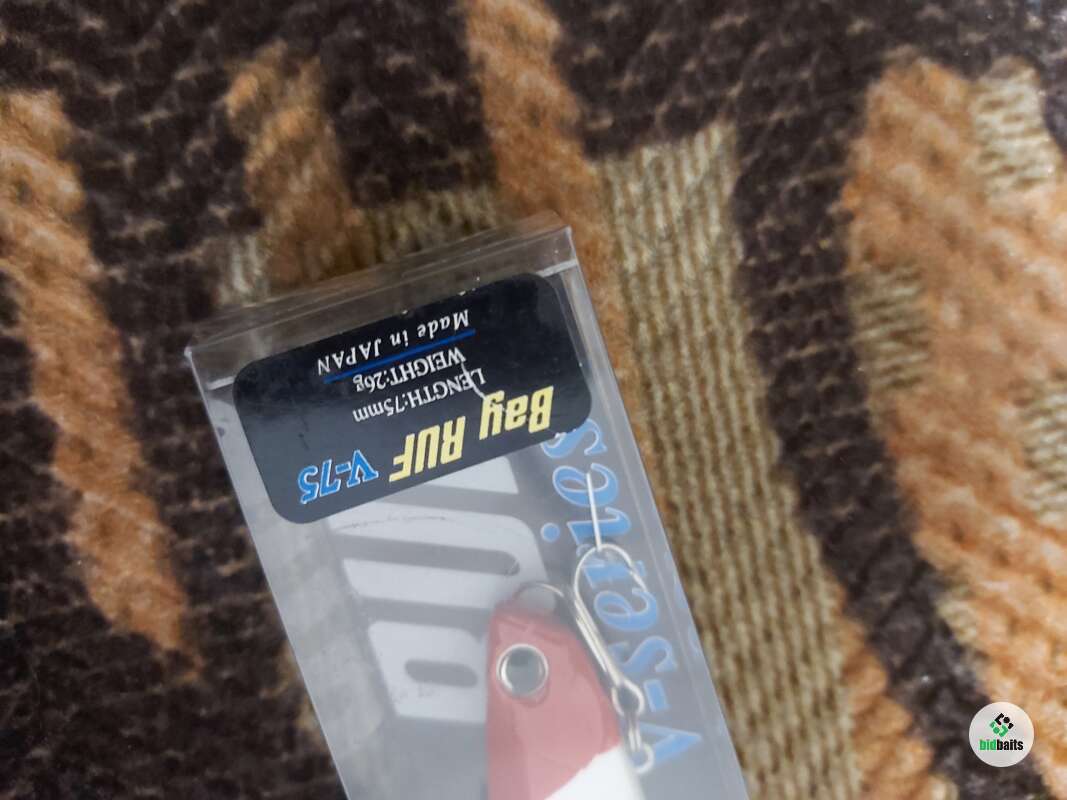 Bay RUF V-75
LENGTH:75mm
WEIGHT:26g
Made in JAPAN
V-series
bidbaits